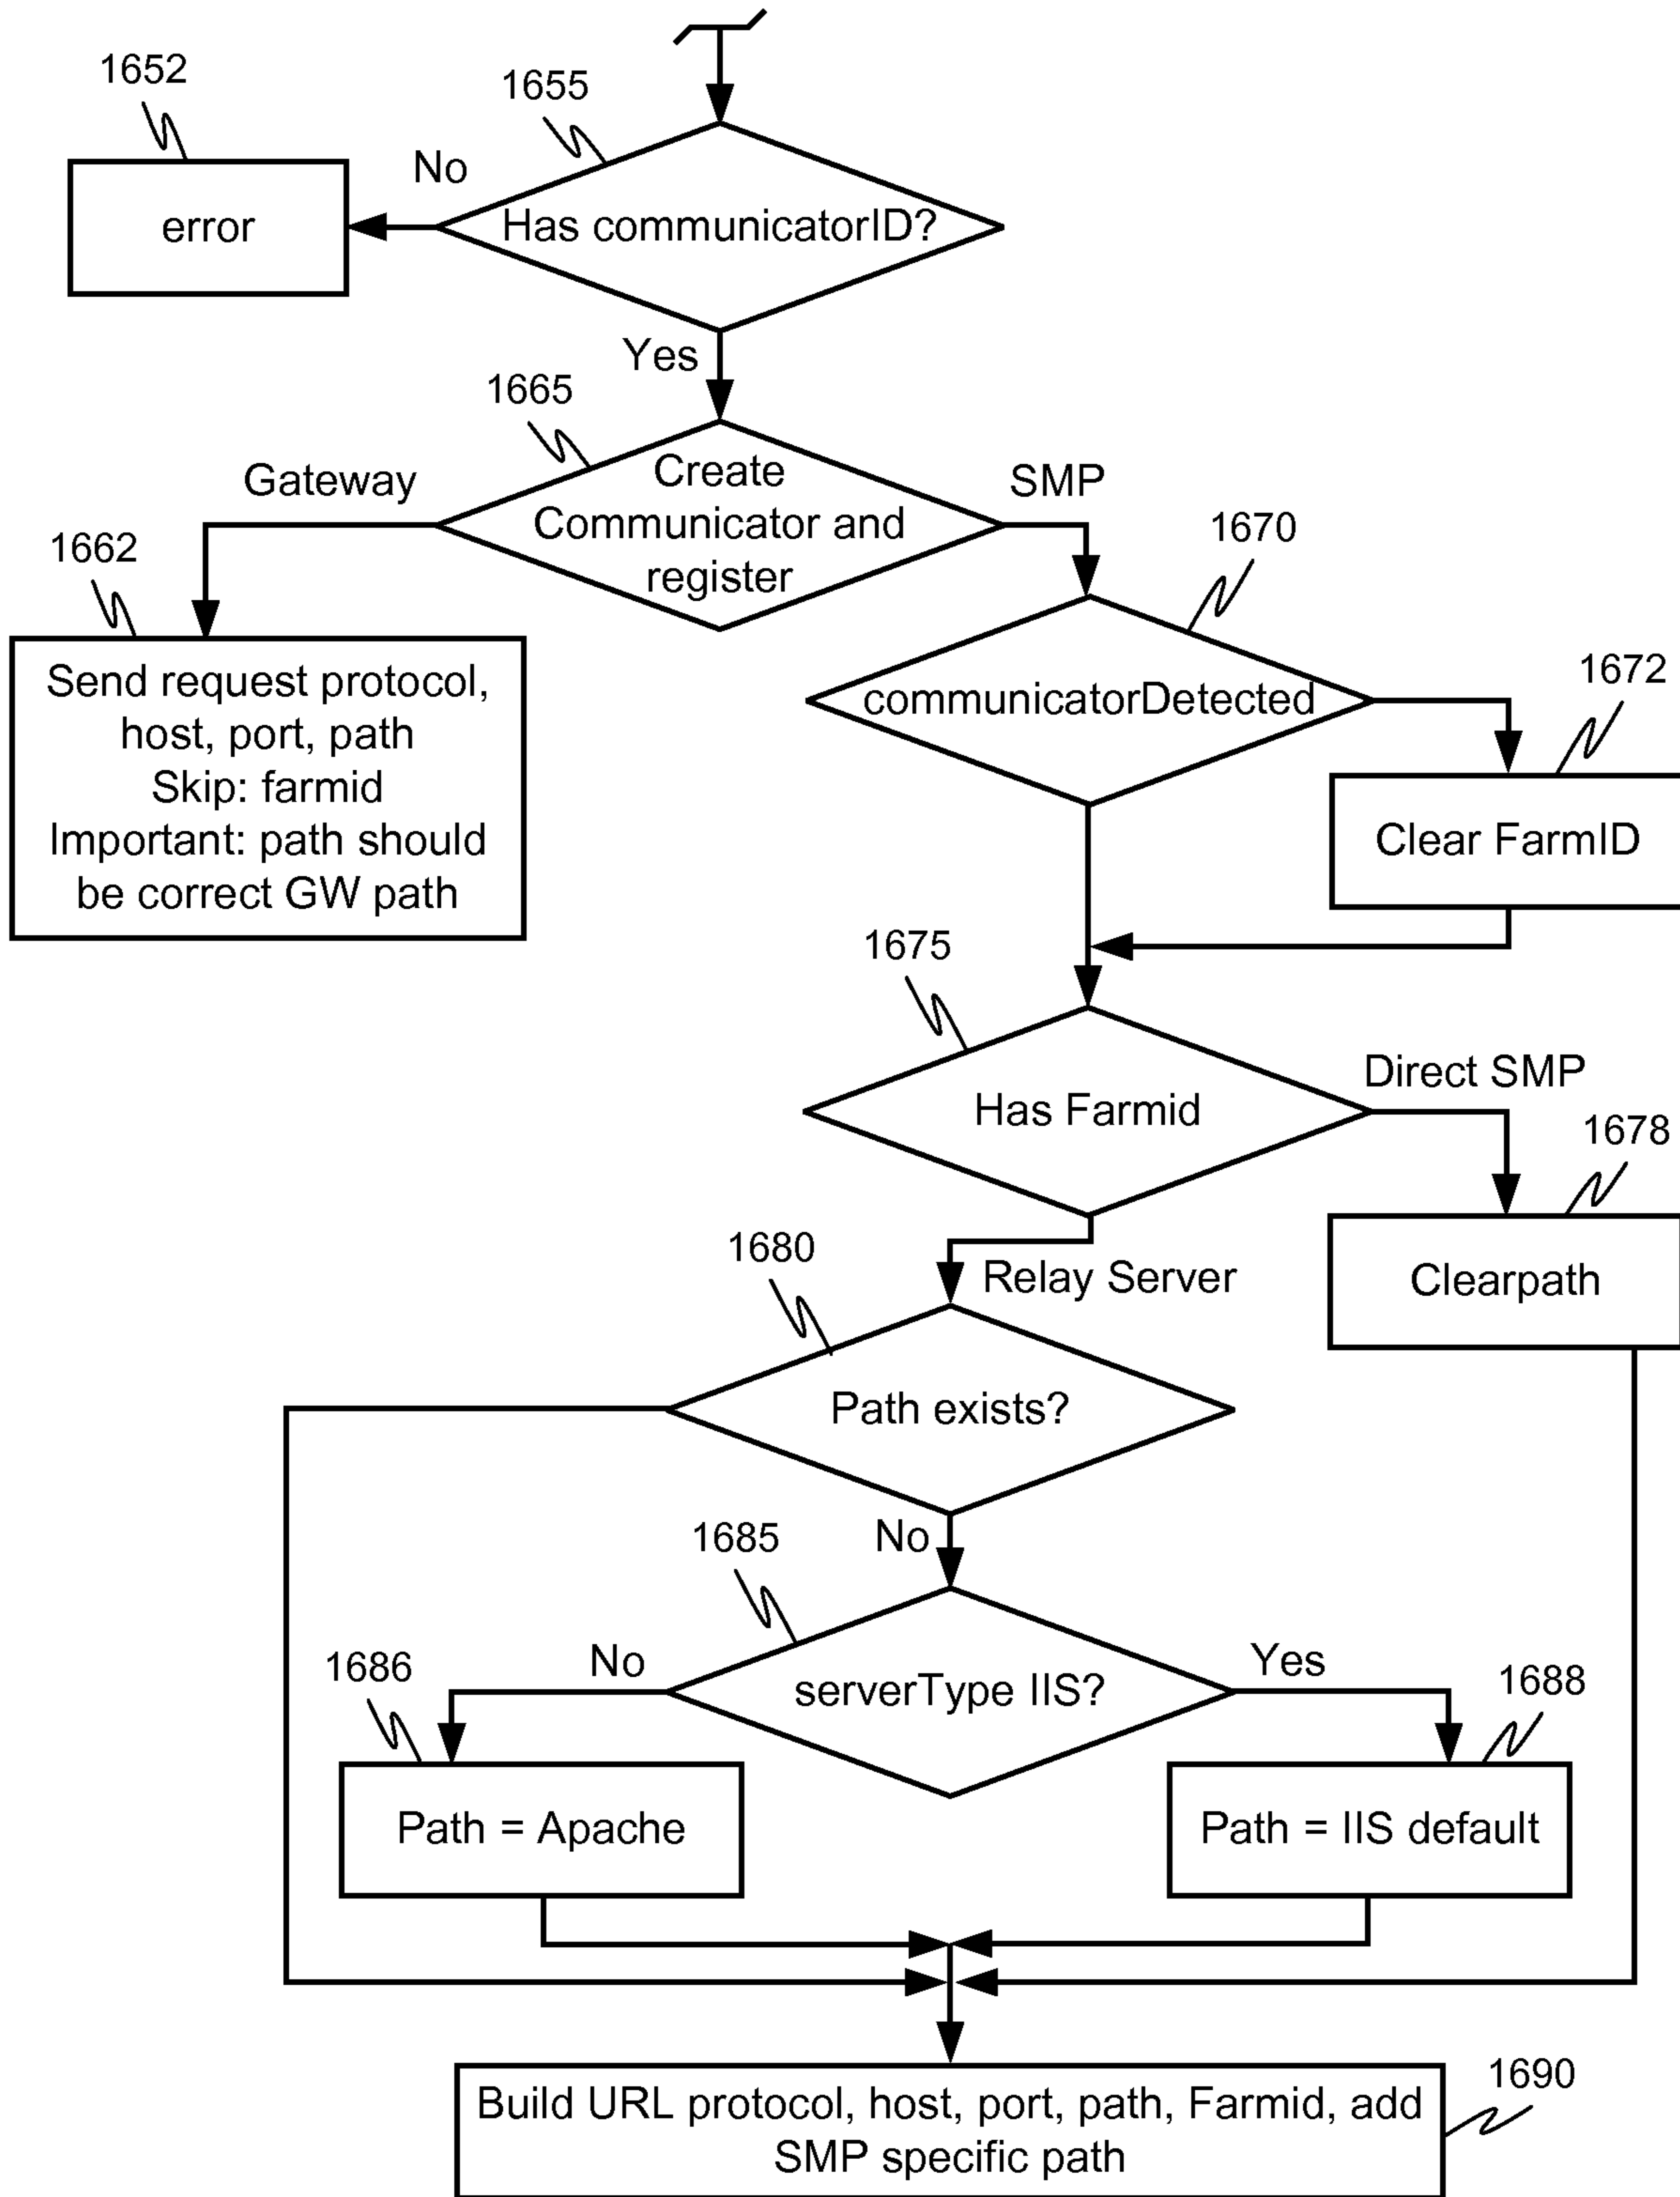 1652
1655
No
error
Has communicatorID?
Yes
1665
Gateway
Create
Communicator and
register
SMP
1662
1670
Send request protocol,
host, port, path
Skip: farmid
Important: path should
be correct GW path
communicatorDetected
1672
Clear FarmID
1675
Has Farmid
Direct SMP
1678
Clearpath
1680
Relay Server
Path exists?
No
1685
serverType IIS?
No
Yes
1686
1688
Path = Apache
Path = IIS default
1690
Build URL protocol, host, port, path, Farmid, add
SMP specific path